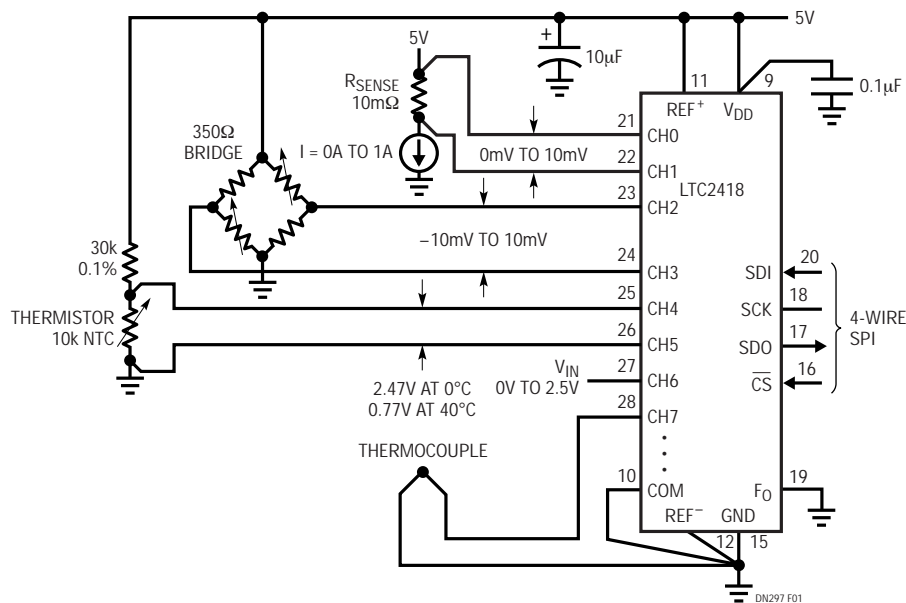 5V
5V
+
10µF
11
9
0.1µF
RSENSE
10mΩ
REF+
VDD
350Ω
BRIDGE
I = 0A TO 1A
21
CH0
0mV TO 10mV
22
CH1
LTC2418
23
CH2
–10mV TO 10mV
30k
0.1%
24
CH3
SDI
20
25
CH4
SCK
18
THERMISTOR
10k NTC
26
CH5
SDO
17
4-WIRE
SPI
VIN
0V TO 2.5V
27
CH6
CS
16
2.47V AT 0°C
0.77V AT 40°C
28
CH7
THERMOCOUPLE
10
COM
FO
19
REF–
GND
12
15
DN297 F01